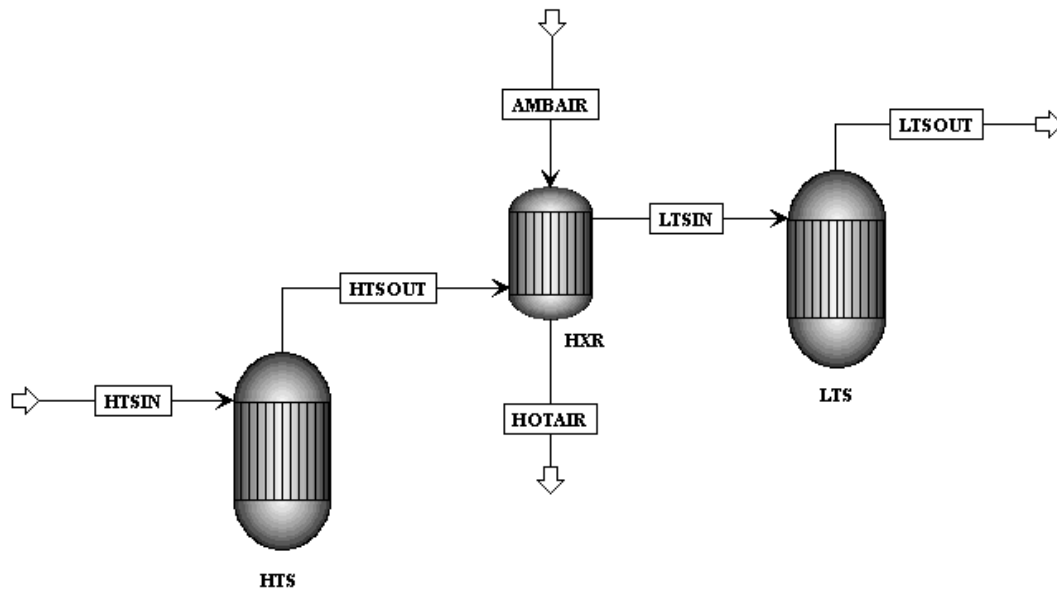 AMBAIR
LTSOUT
LTSIN
HTSOUT
HXR
LTS
HTSIN
HOTAIR
HTS